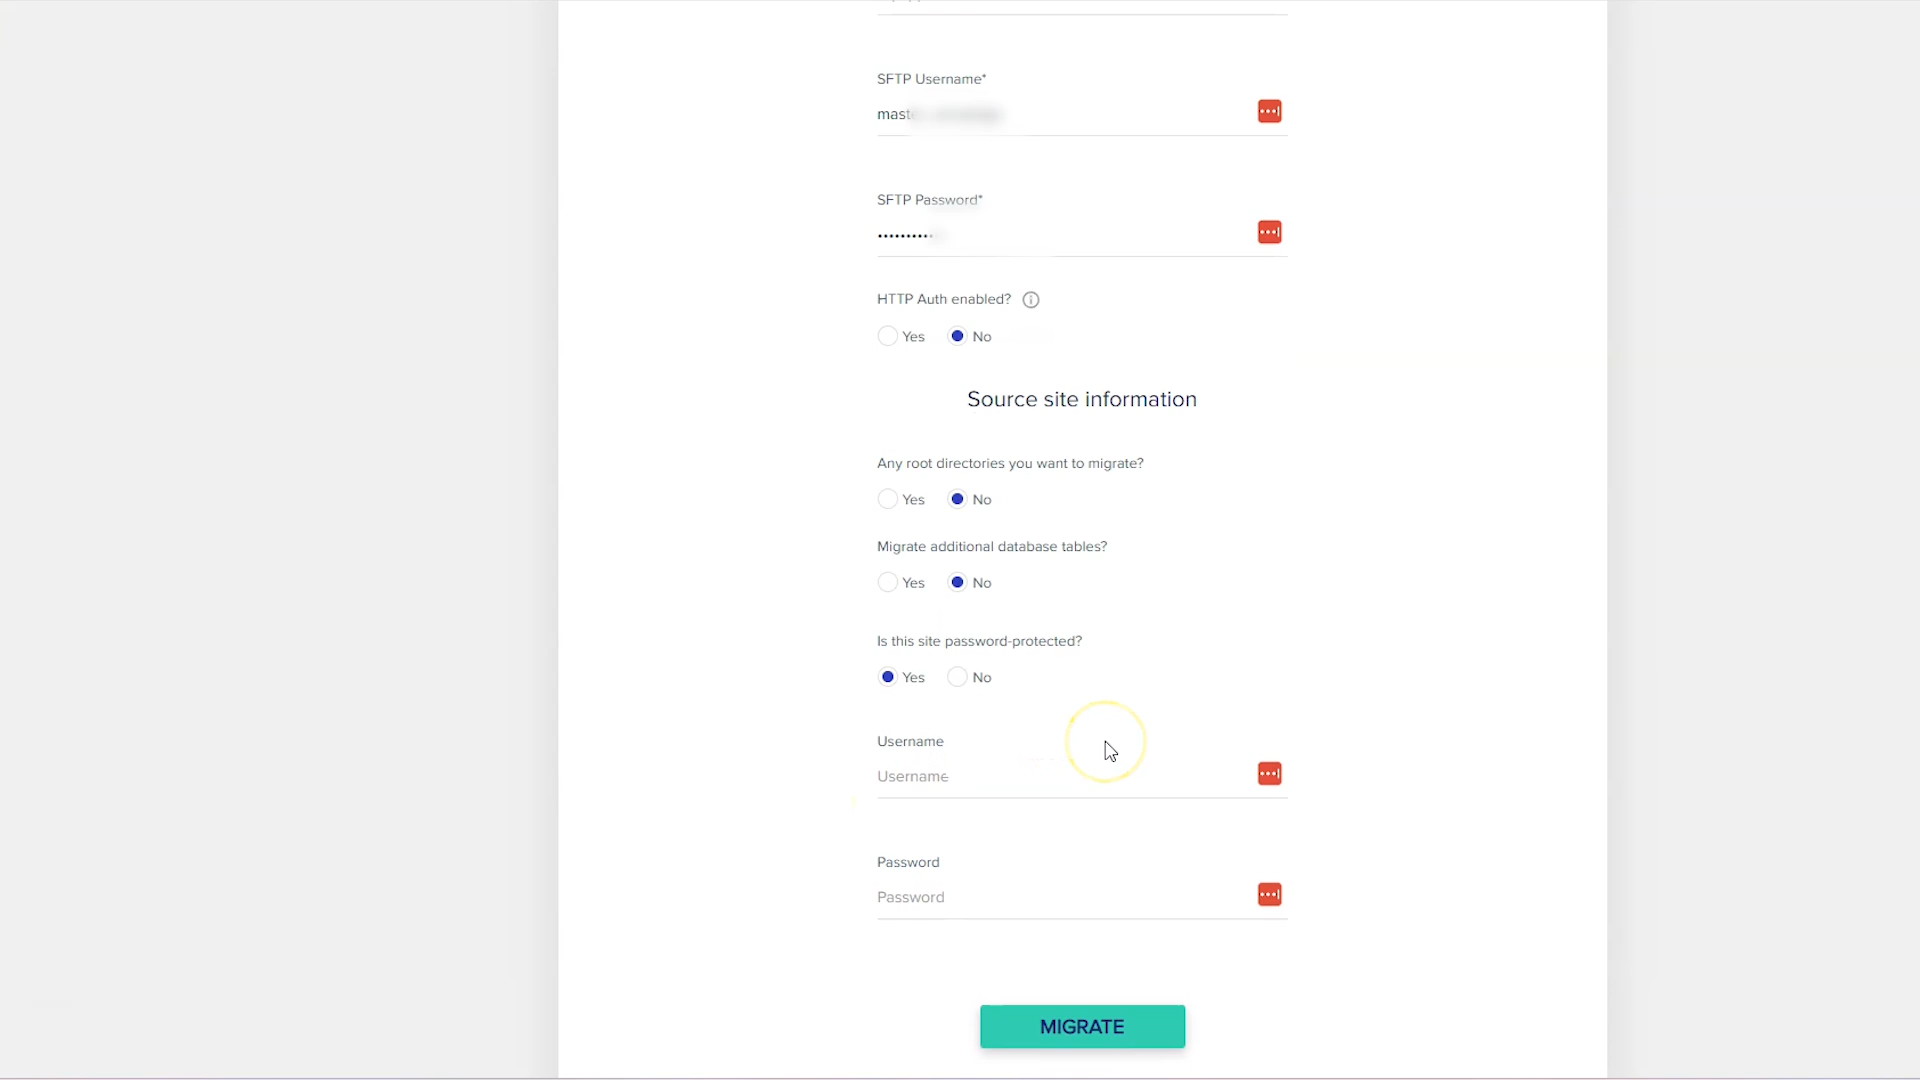 SFTP Username*
SFTP Password*
••••••••••
HTTP Auth enabled?
Yes No
Source site information
Any root directories you want to migrate?
Yes No
Migrate additional database tables?
Yes No
Is this site password-protected?
Yes No
Username
Username
Password
Password
MIGRATE